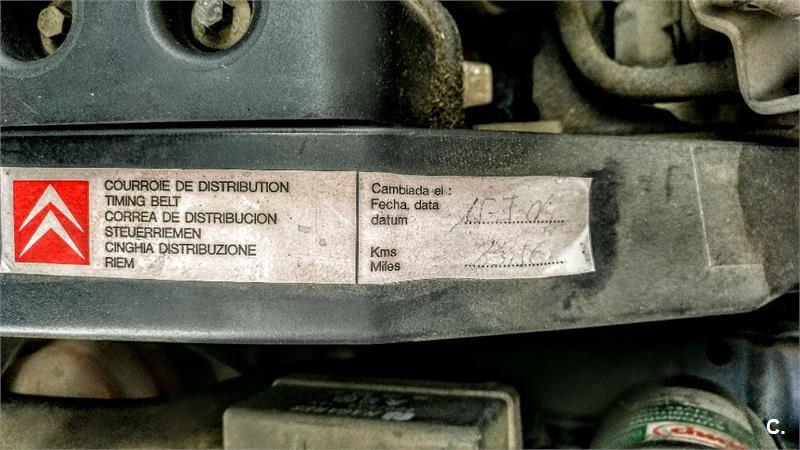 COURROIE DE DISTRIBUTION
TIMING BELT
CORREA DE DISTRIBUCION
STEUERRIEMEN
CINGHIA DISTRIBUZIONE
RIEM
Cambiada el :
Fecha, data
datum
Kms
Miles
C.